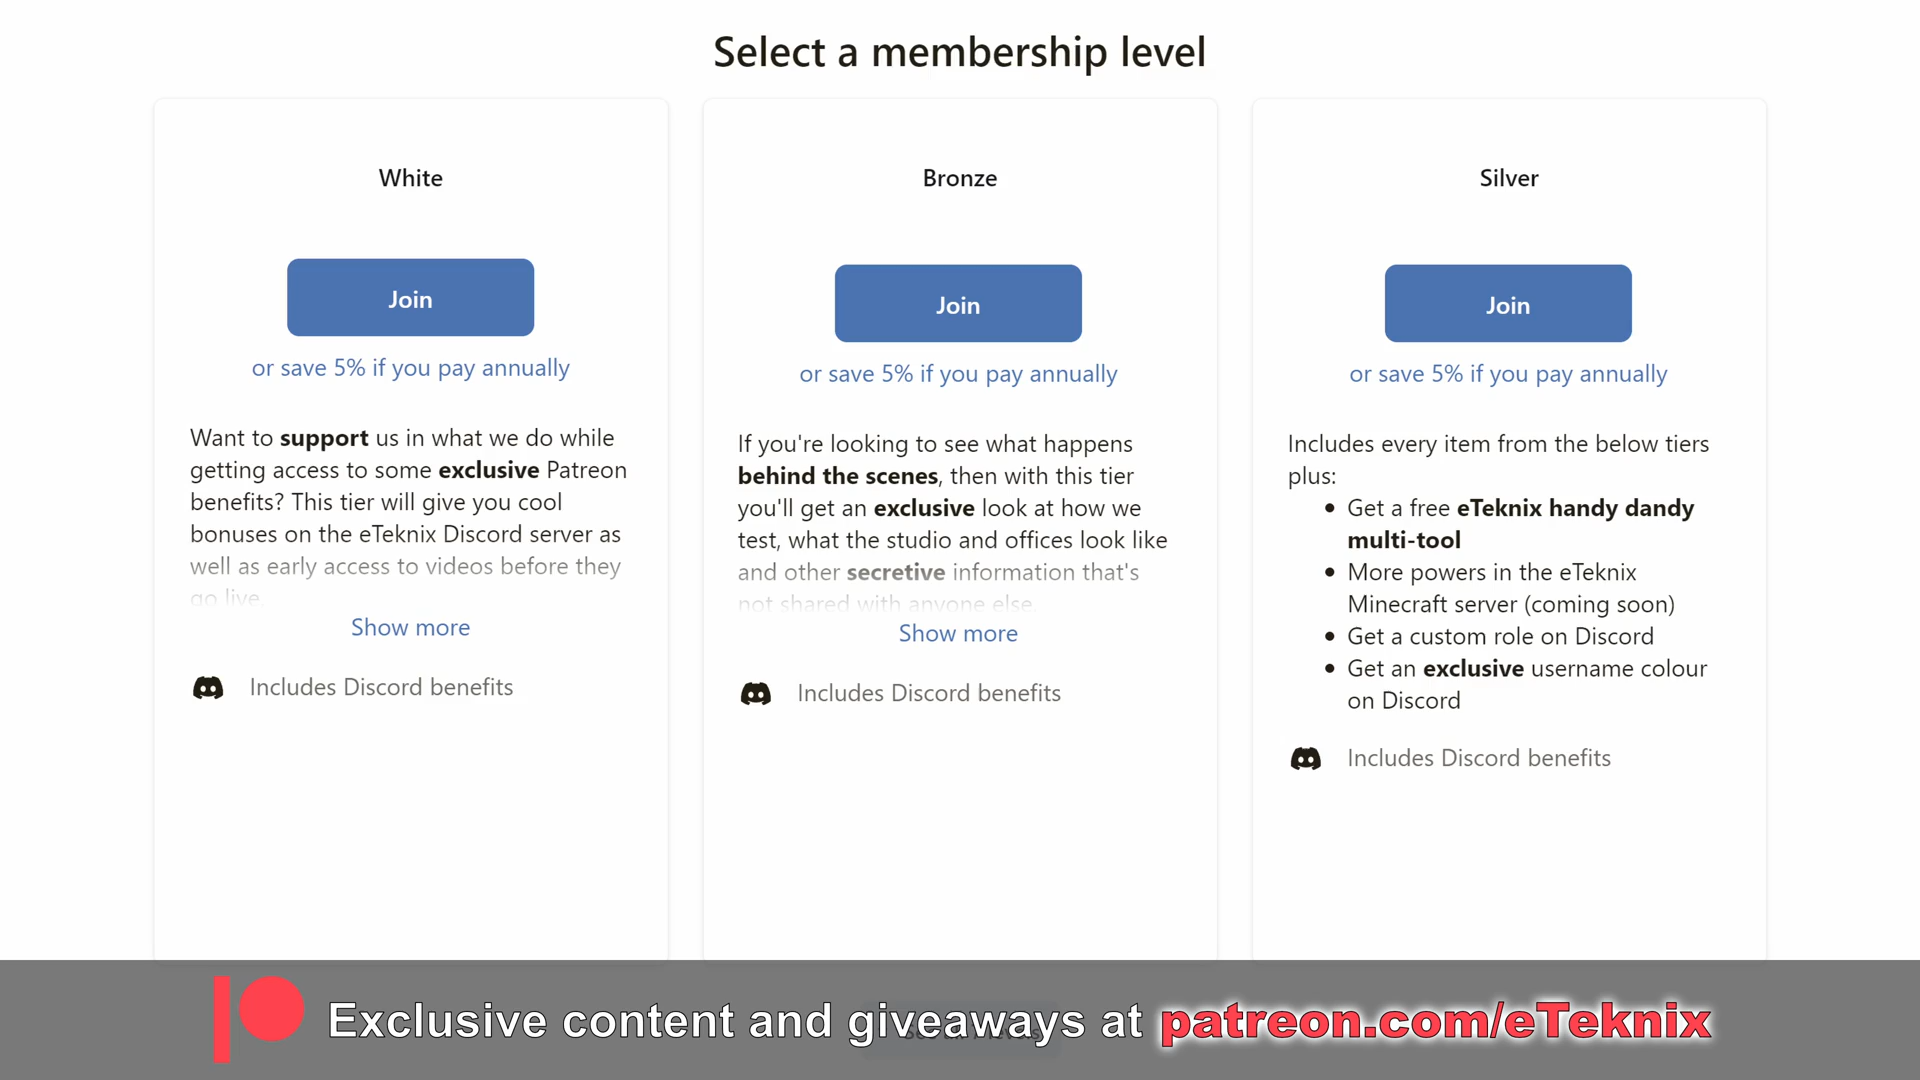 Select a membership level
White
Join
or save 5% if you pay annually
Want to support us in what we do while
getting access to some exclusive Patreon
benefits? This tier will give you cool
bonuses on the eTeknix Discord server as
well as early access to videos before they
go live.
Show more
Includes Discord benefits
Bronze
Join
or save 5% if you pay annually
If you're looking to see what happens
behind the scenes, then with this tier
you'll get an exclusive look at how we
test, what the studio and offices look like
and other secretive information that's
not shared with anyone else.
Show more
Includes Discord benefits
Silver
Join
or save 5% if you pay annually
Includes every item from the below tiers
plus:
• Get a free eTeknix handy dandy
multi-tool
• More powers in the eTeknix
Minecraft server (coming soon)
• Get a custom role on Discord
• Get an exclusive username colour
on Discord
Includes Discord benefits
Exclusive content and giveaways at patreon.com/eTeknix